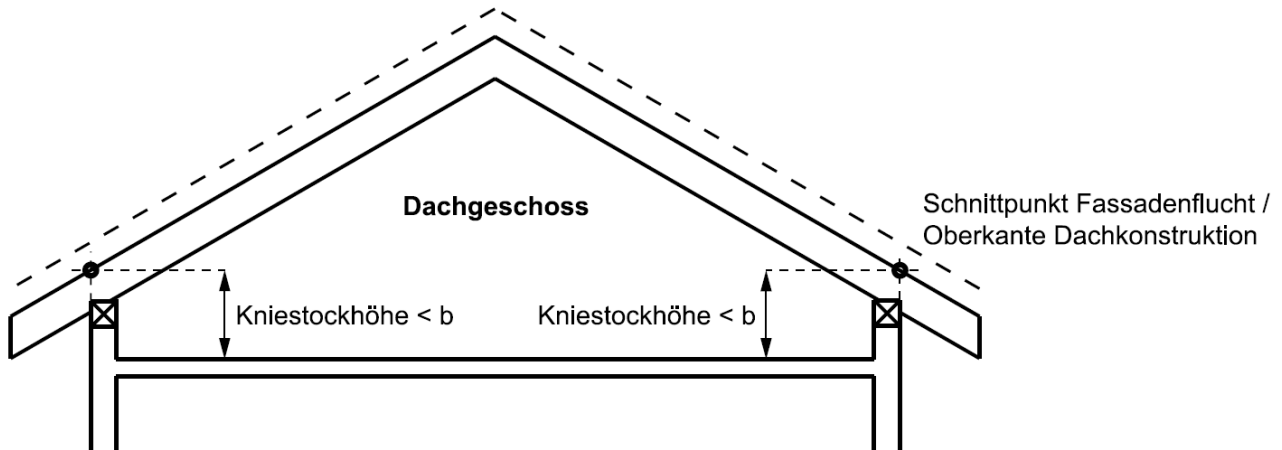 Dachgeschoss
Schnittpunkt Fassadenflucht /
Oberkante Dachkonstruktion
Kniestockhöhe < b
Kniestockhöhe < b